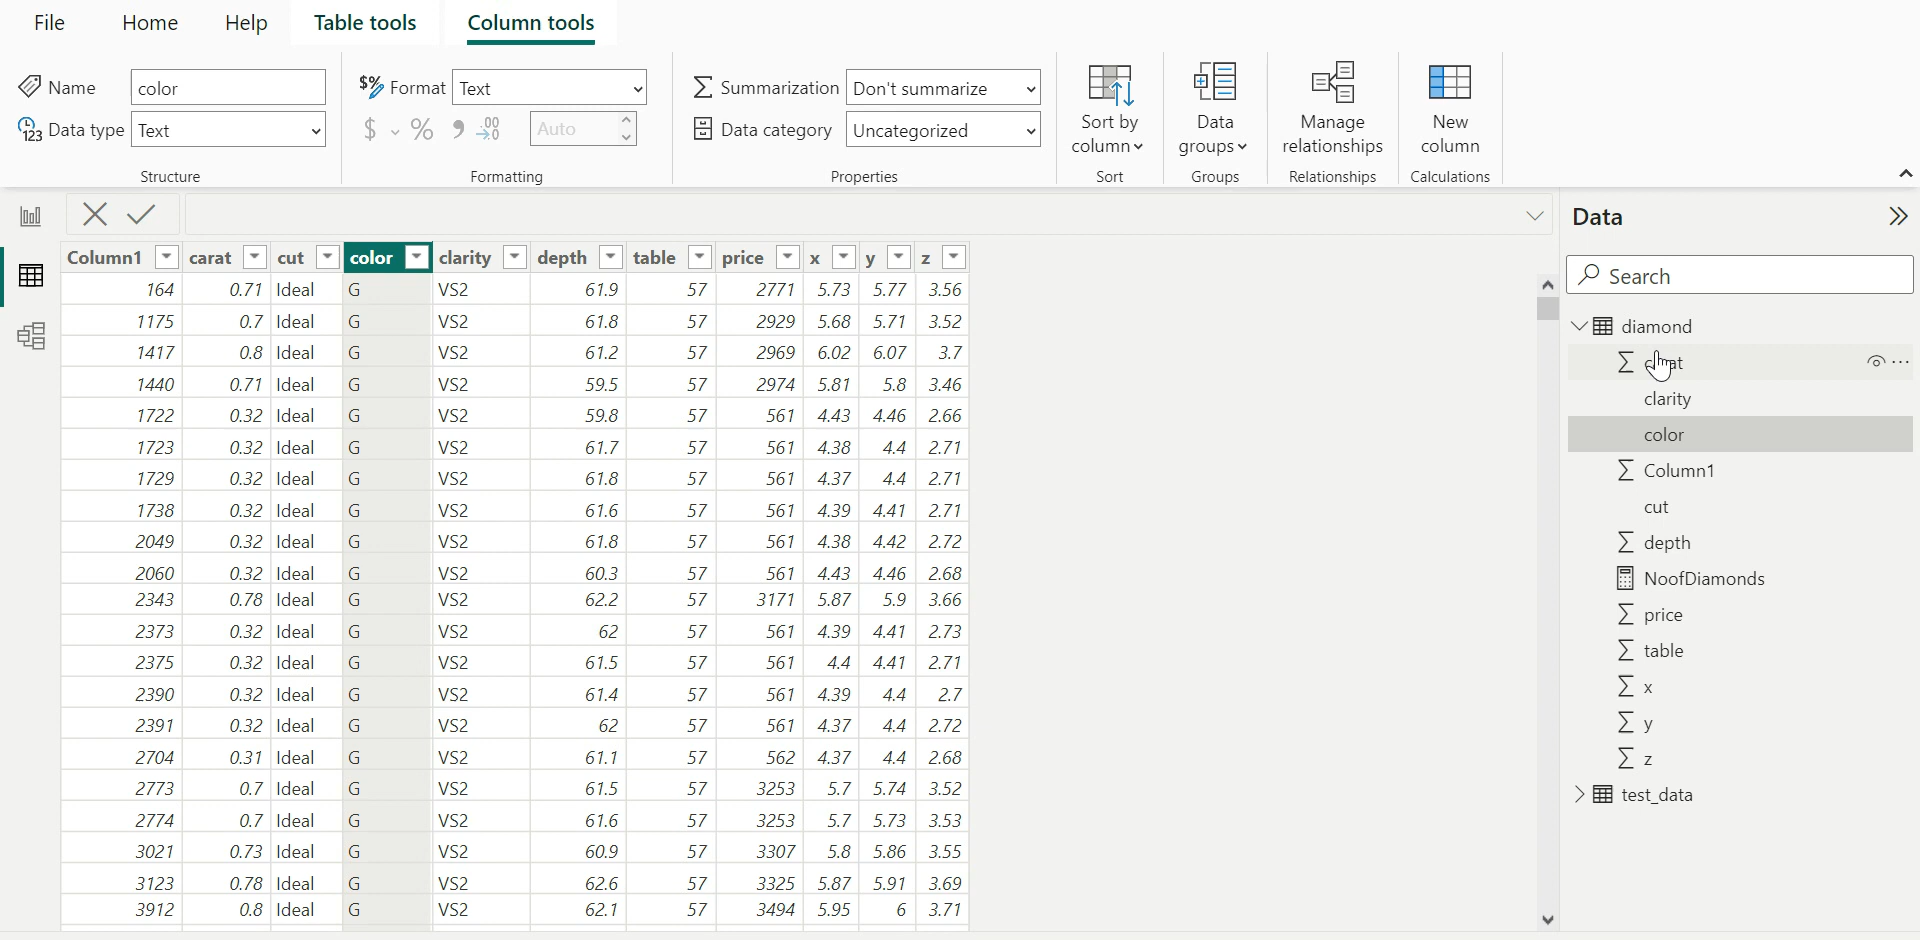 File Home Help Table tools Column tools
Name color
Data type Text
Structure
$% Format Text
$ % 9 .00 →0 Auto
Formatting
Σ Summarization Don't summarize
Data category Uncategorized
Properties
Sort by
column
Sort
Data
groups
Groups
Manage
relationships
Relationships
New
column
Calculations
Column1 carat cut color clarity depth table price x y z
164 0.71 Ideal G VS2 61.9 57 2771 5.73 5.77 3.56
1175 0.7 Ideal G VS2 61.8 57 2929 5.68 5.71 3.52
1417 0.8 Ideal G VS2 61.2 57 2969 6.02 6.07 3.7
1440 0.71 Ideal G VS2 59.5 57 2974 5.81 5.8 3.46
1722 0.32 Ideal G VS2 59.8 57 561 4.43 4.46 2.66
1723 0.32 Ideal G VS2 61.7 57 561 4.38 4.4 2.71
1729 0.32 Ideal G VS2 61.8 57 561 4.37 4.4 2.71
1738 0.32 Ideal G VS2 61.6 57 561 4.39 4.41 2.71
2049 0.32 Ideal G VS2 61.8 57 561 4.38 4.42 2.72
2060 0.32 Ideal G VS2 60.3 57 561 4.43 4.46 2.68
2343 0.78 Ideal G VS2 62.2 57 3171 5.87 5.9 3.66
2373 0.32 Ideal G VS2 62 57 561 4.39 4.41 2.73
2375 0.32 Ideal G VS2 61.5 57 561 4.4 4.41 2.71
2390 0.32 Ideal G VS2 61.4 57 561 4.39 4.4 2.7
2391 0.32 Ideal G VS2 62 57 561 4.37 4.4 2.72
2704 0.31 Ideal G VS2 61.1 57 562 4.37 4.4 2.68
2773 0.7 Ideal G VS2 61.5 57 3253 5.7 5.74 3.52
2774 0.7 Ideal G VS2 61.6 57 3253 5.7 5.73 3.53
3021 0.73 Ideal G VS2 60.9 57 3307 5.8 5.86 3.55
3123 0.78 Ideal G VS2 62.6 57 3325 5.87 5.91 3.69
3912 0.8 Ideal G VS2 62.1 57 3494 5.95 6 3.71
Data
Search
diamond
Σ
clarity
color
Σ Column1
cut
Σ depth
NoofDiamonds
Σ price
Σ table
Σ x
Σ y
Σ z
test_data